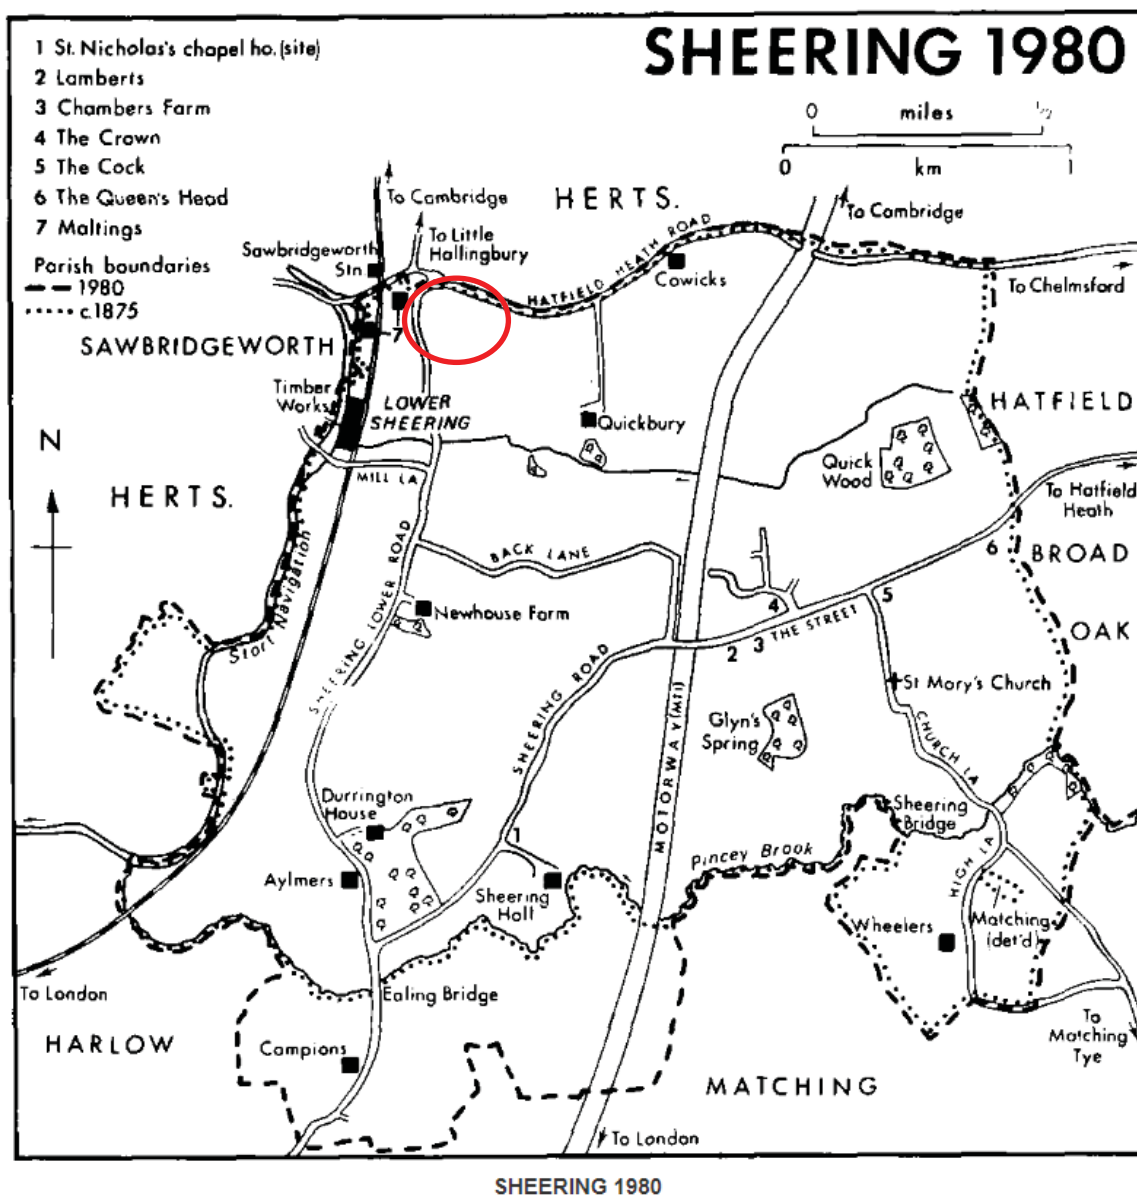 SHEERING 1980
1 St. Nicholas's chapel ho. (site)
2 Lamberts
3 Chambers Farm
4 The Crown
5 The Cock
6 The Queen's Head
7 Maltings
Parish boundaries
1980
c.1875
0 miles ½
0 km 1
To Cambridge
HERTS.
To Cambridge
To Little
Hallingbury
Sawbridgeworth
Stn.
HATFIELD HEATH ROAD
Cowicks
To Chelmsford
7
SAWBRIDGEWORTH
Timber
Works
LOWER
SHEERING
HATFIELD
Quickbury
Quick
Wood
N
MILL LA
To Hatfield
Heath
HERTS.
BACK LANE
6
BROAD
Stort Navigation
SHEERING LOWER ROAD
Newhouse Farm
4
5
THE STREET
2
3
OAK
SHEERING ROAD
St Mary's Church
MOTORWAY (M11)
Glyn's
Spring
CHURCH LA
Durrington
House
Sheering
Bridge
1
Pincey Brook
HIGH LA
Aylmers
Sheering
Hall
Wheelers
Matching
(det'd)
To London
Ealing Bridge
HARLOW
Campions
To
Matching
Tye
MATCHING
To London
SHEERING 1980